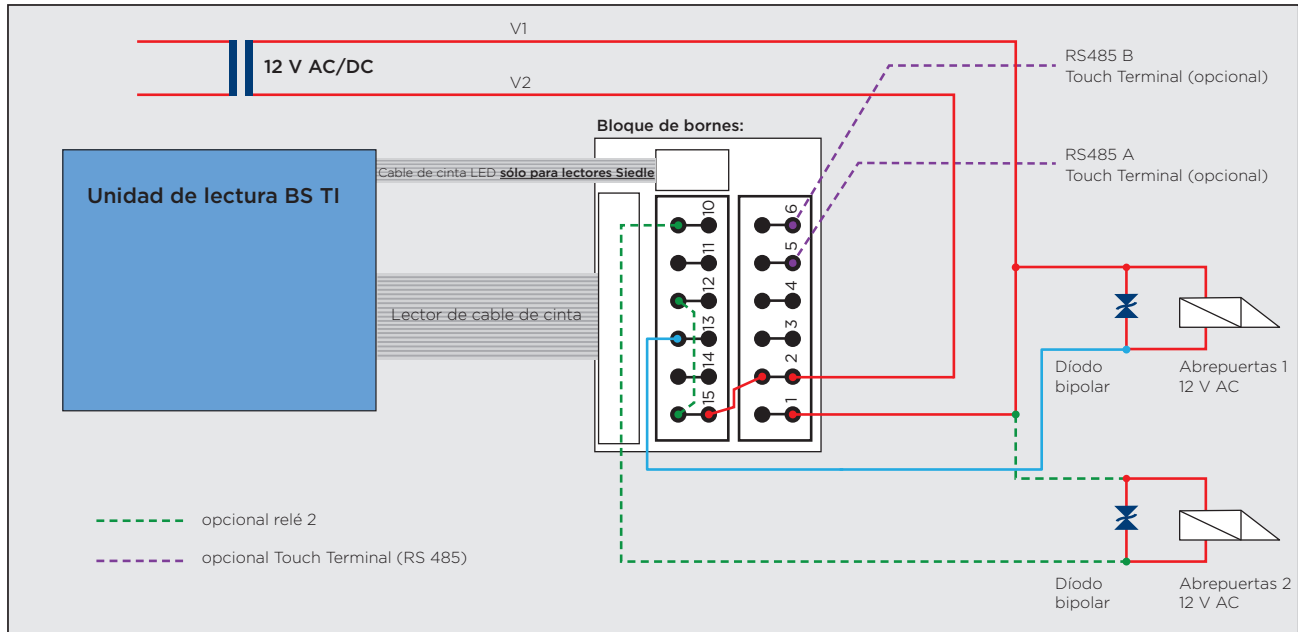 V1
12 V AC/DC
V2
RS485 B
Touch Terminal (opcional)
Bloque de bornes:
RS485 A
Touch Terminal (opcional)
Cable de cinta LED sólo para lectores Siedle
Unidad de lectura BS TI
10
11
12
13
14
15
6
5
4
3
2
1
Lector de cable de cinta
Díodo
bipolar
Abrepuertas 1
12 V AC
opcional relé 2
opcional Touch Terminal (RS 485)
Díodo
bipolar
Abrepuertas 2
12 V AC